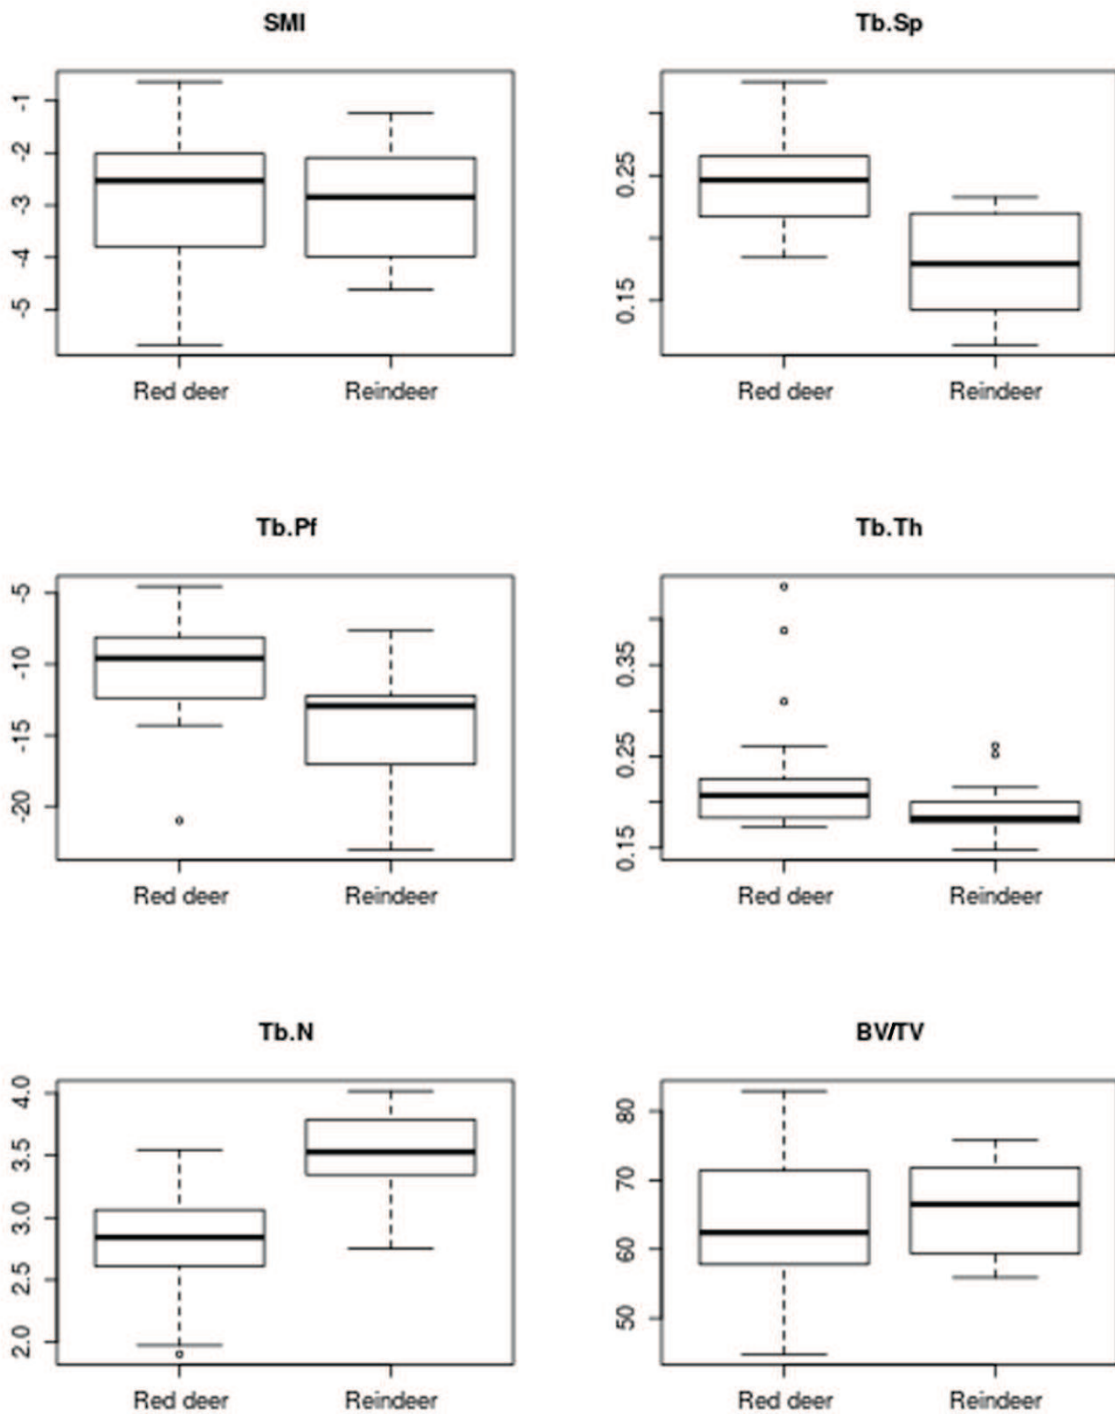 SMI
-1
-2
-3
-4
-5
Red deer Reindeer
Tb.Sp
0.25
0.15
Red deer Reindeer
Tb.Pf
-5
-10
-15
-20
Red deer Reindeer
Tb.Th
0.35
0.25
0.15
Red deer Reindeer
Tb.N
4.0
3.5
3.0
2.5
2.0
Red deer Reindeer
BV/TV
80
70
60
50
Red deer Reindeer